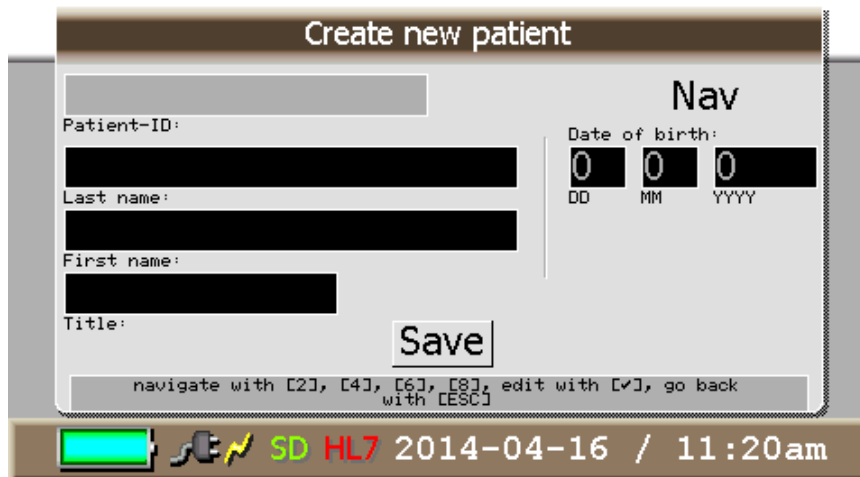 Create new patient
Nav
Patient-ID:
Date of birth:
0 0 0
DD MM YYYY
Last name:
First name:
Title:
Save
navigate with [2], [4], [6], [8], edit with [✔], go back
with [ESC]
SD HL7 2014-04-16 / 11:20am